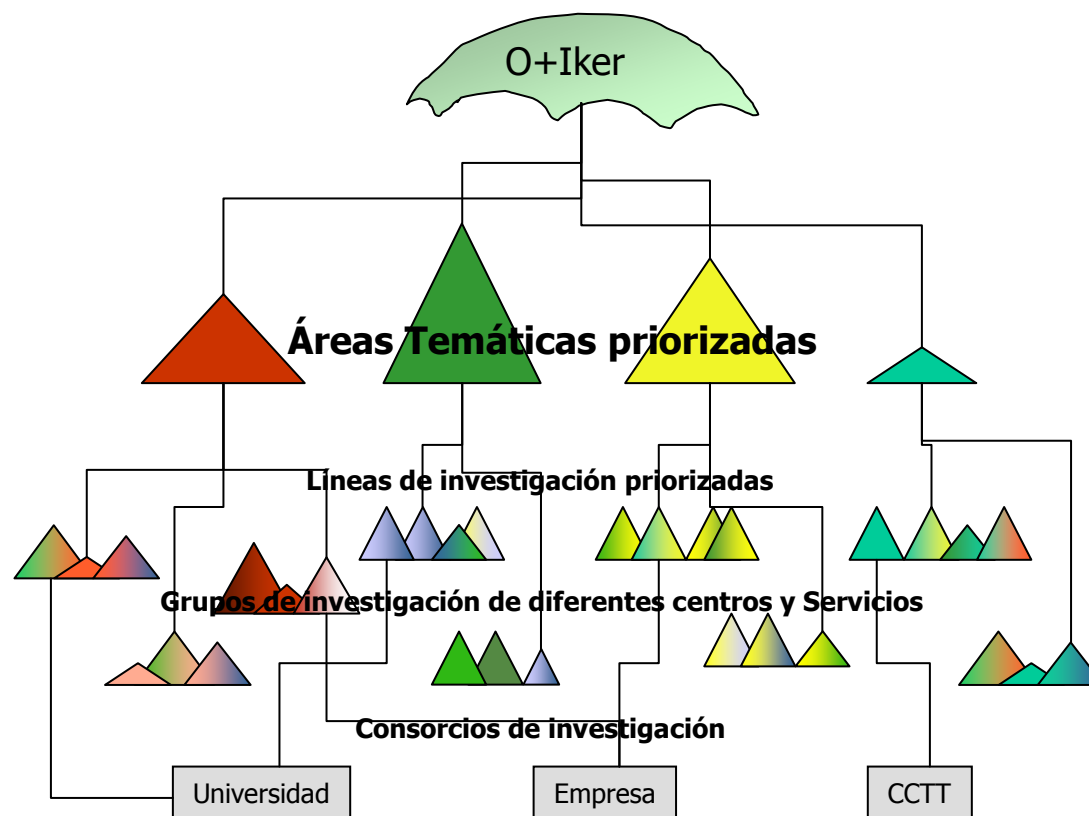 O+Iker
Áreas Temáticas priorizadas
Líneas de investigación priorizadas
Grupos de investigación de diferentes centros y Servicios
Consorcios de investigación
Universidad
Empresa
CCTT